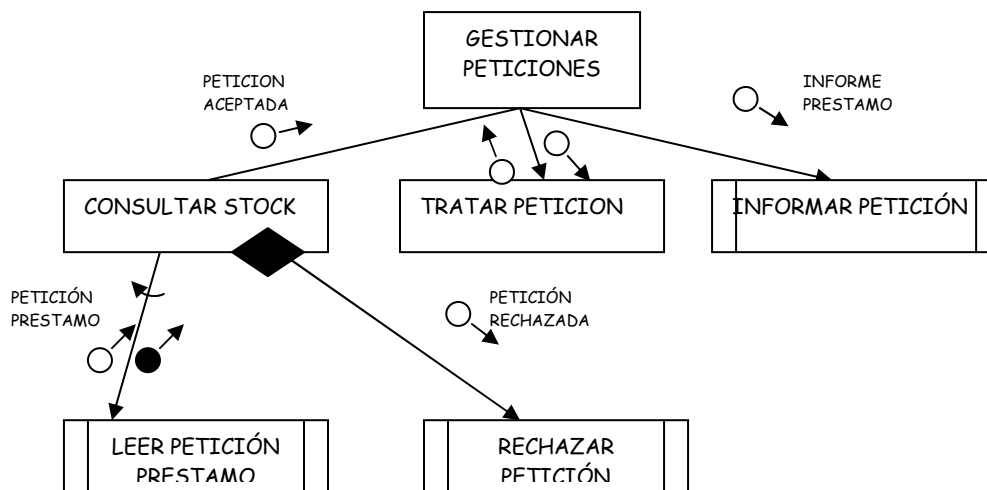 GESTIONAR
PETICIONES
PETICION
ACEPTADA
INFORME
PRESTAMO
CONSULTAR STOCK
TRATAR PETICION
INFORMAR PETICIÓN
PETICIÓN
PRESTAMO
PETICIÓN
RECHAZADA
LEER PETICIÓN
PRESTAMO
RECHAZAR
PETICIÓN